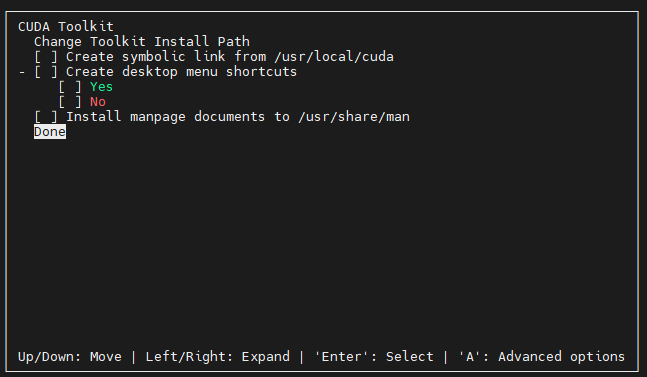 CUDA Toolkit
Change Toolkit Install Path
[ ] Create symbolic link from /usr/local/cuda
- [ ] Create desktop menu shortcuts
[ ] Yes
[ ] No
[ ] Install manpage documents to /usr/share/man
Done
Up/Down: Move | Left/Right: Expand | 'Enter': Select | 'A': Advanced options